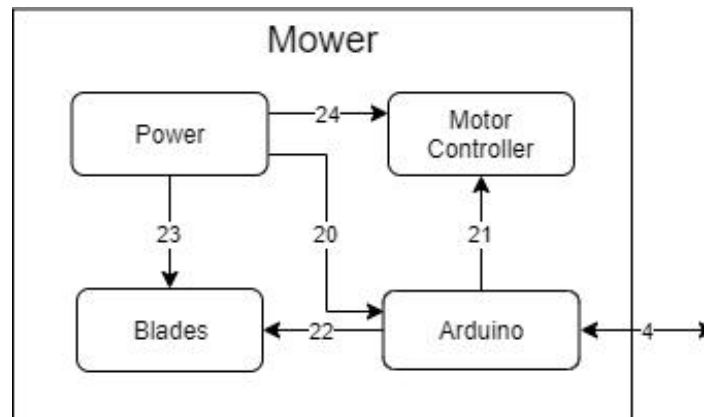 Mower
Power
24
Motor
Controller
23
20
21
Blades
22
Arduino
4